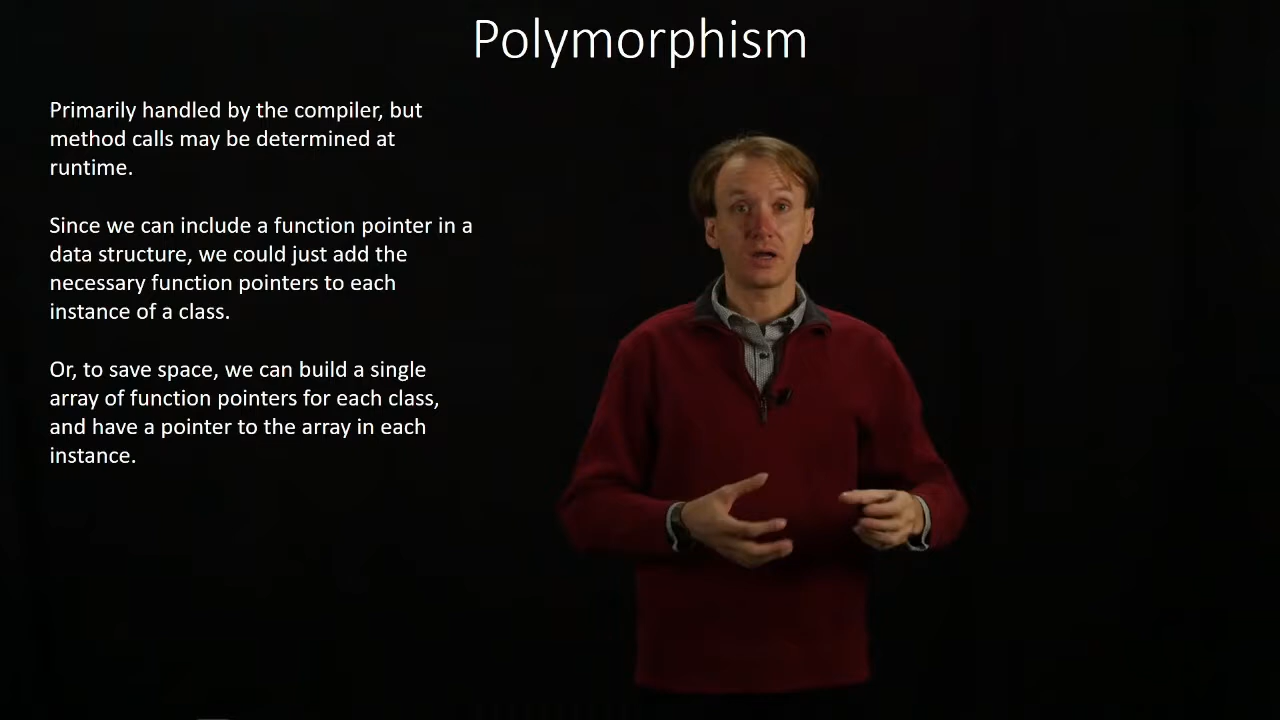 Polymorphism
Primarily handled by the compiler, but
method calls may be determined at
runtime.
Since we can include a function pointer in a
data structure, we could just add the
necessary function pointers to each
instance of a class.
Or, to save space, we can build a single
array of function pointers for each class,
and have a pointer to the array in each
instance.